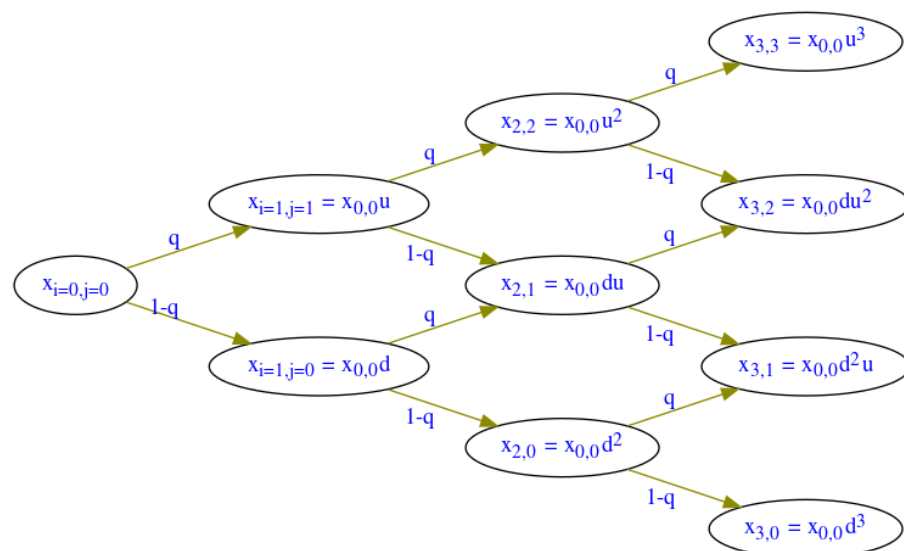 x₃,₃ = x₀,₀u³
q
x₂,₂ = x₀,₀u²
q
1-q
xᵢ₌₁,ⱼ₌₁ = x₀,₀u
x₃,₂ = x₀,₀du²
q
1-q
q
xᵢ₌₀,ⱼ₌₀
x₂,₁ = x₀,₀du
1-q
q
1-q
xᵢ₌₁,ⱼ₌₀ = x₀,₀d
x₃,₁ = x₀,₀d²u
1-q
q
x₂,₀ = x₀,₀d²
1-q
x₃,₀ = x₀,₀d³